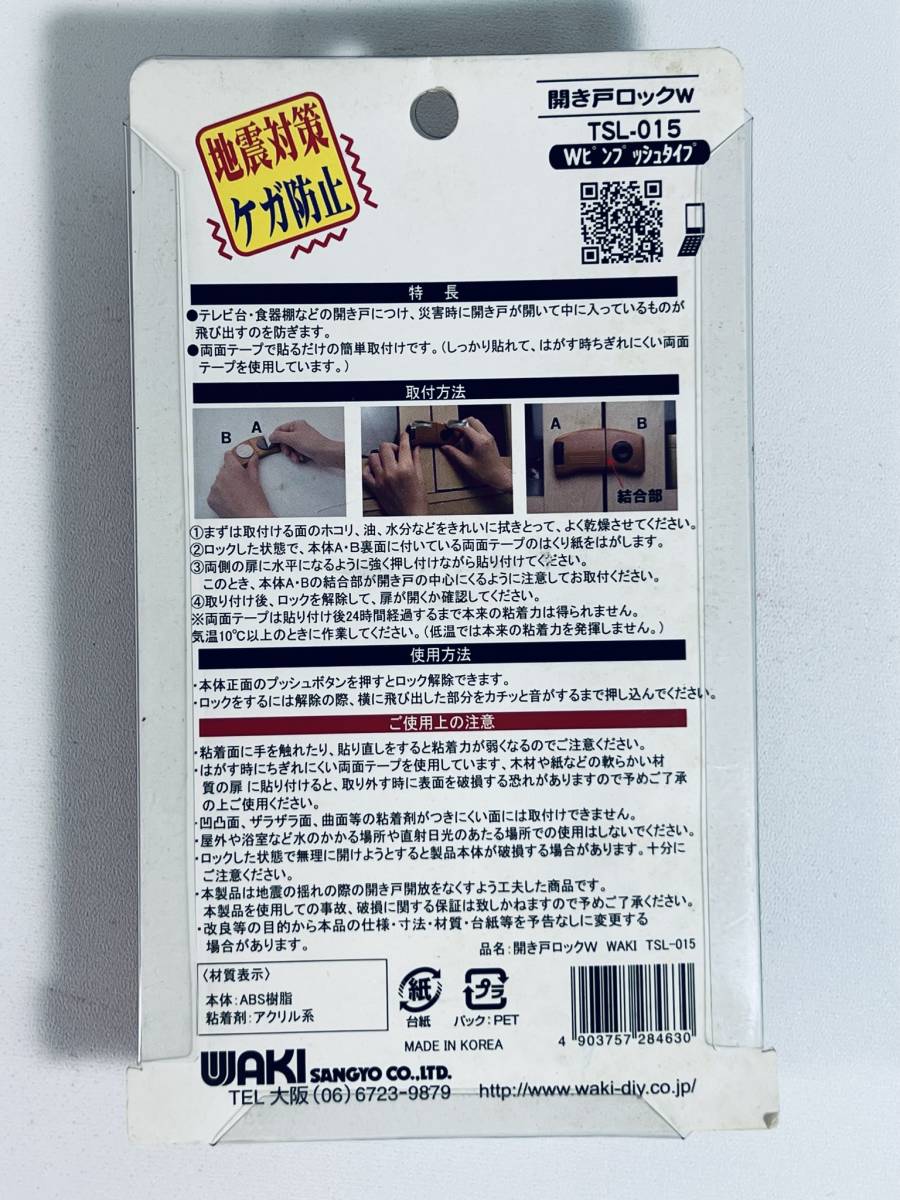 地震対策
ケガ防止
開き戸ロックW
TSL-015
Wピンプッシュタイプ
特 長
●テレビ台・食器棚などの開き戸につけ、災害時に開き戸が開いて中に入っているものが
飛び出すのを防ぎます。
●両面テープで貼るだけの簡単取付けです。(しっかり貼れて、はがす時ちぎれにくい両面
テープを使用しています。)
取付方法
B A
A B
結合部
①まずは取付ける面のホコリ、油、水分などをきれいに拭きとって、よく乾燥させてください。
②ロックした状態で、本体A・B裏面に付いている両面テープのはくり紙をはがします。
③両側の扉に水平になるように強く押し付けながら貼り付けてください。
このとき、本体A・Bの結合部が開き戸の中心にくるように注意してお取付ください。
④取り付け後、ロックを解除して、扉が開くか確認してください。
※両面テープは貼り付け後24時間経過するまで本来の粘着力は得られません。
気温10℃以上のときに作業してください。(低温では本来の粘着力を発揮しません。)
使用方法
・本体正面のプッシュボタンを押すとロック解除できます。
・ロックをするには解除の際、横に飛び出した部分をカチッと音がするまで押し込んでください。
ご使用上の注意
・粘着面に手を触れたり、貼り直しをすると粘着力が弱くなるのでご注意ください。
・はがす時にちぎれにくい両面テープを使用しています、木材や紙などの軟らかい材
質の扉に貼り付けると、取り外す時に表面を破損する恐れがありますので予めご了承
の上ご使用ください。
・凹凸面、ザラザラ面、曲面等の粘着剤がつきにくい面には取付けできません。
・屋外や浴室など水のかかる場所や直射日光のあたる場所での使用はしないでください。
・ロックした状態で無理に開けようとすると製品本体が破損する場合があります。十分に
ご注意ください。
・本製品は地震の揺れの際の開き戸開放をなくすよう工夫した商品です。
本製品を使用しての事故、破損に関する保証は致しかねますので予めご了承ください。
・改良等の目的から本品の仕様・寸法・材質・台紙等を予告なしに変更する
場合があります。
品名:開き戸ロックW WAKI TSL-015
〈材質表示〉
本体:ABS樹脂
粘着剤:アクリル系
紙
台紙
プラ
パック:PET
MADE IN KOREA
4 903757 284630
WAKI SANGYO CO.,LTD.
TEL 大阪(06)6723-9879 http://www.waki-diy.co.jp/